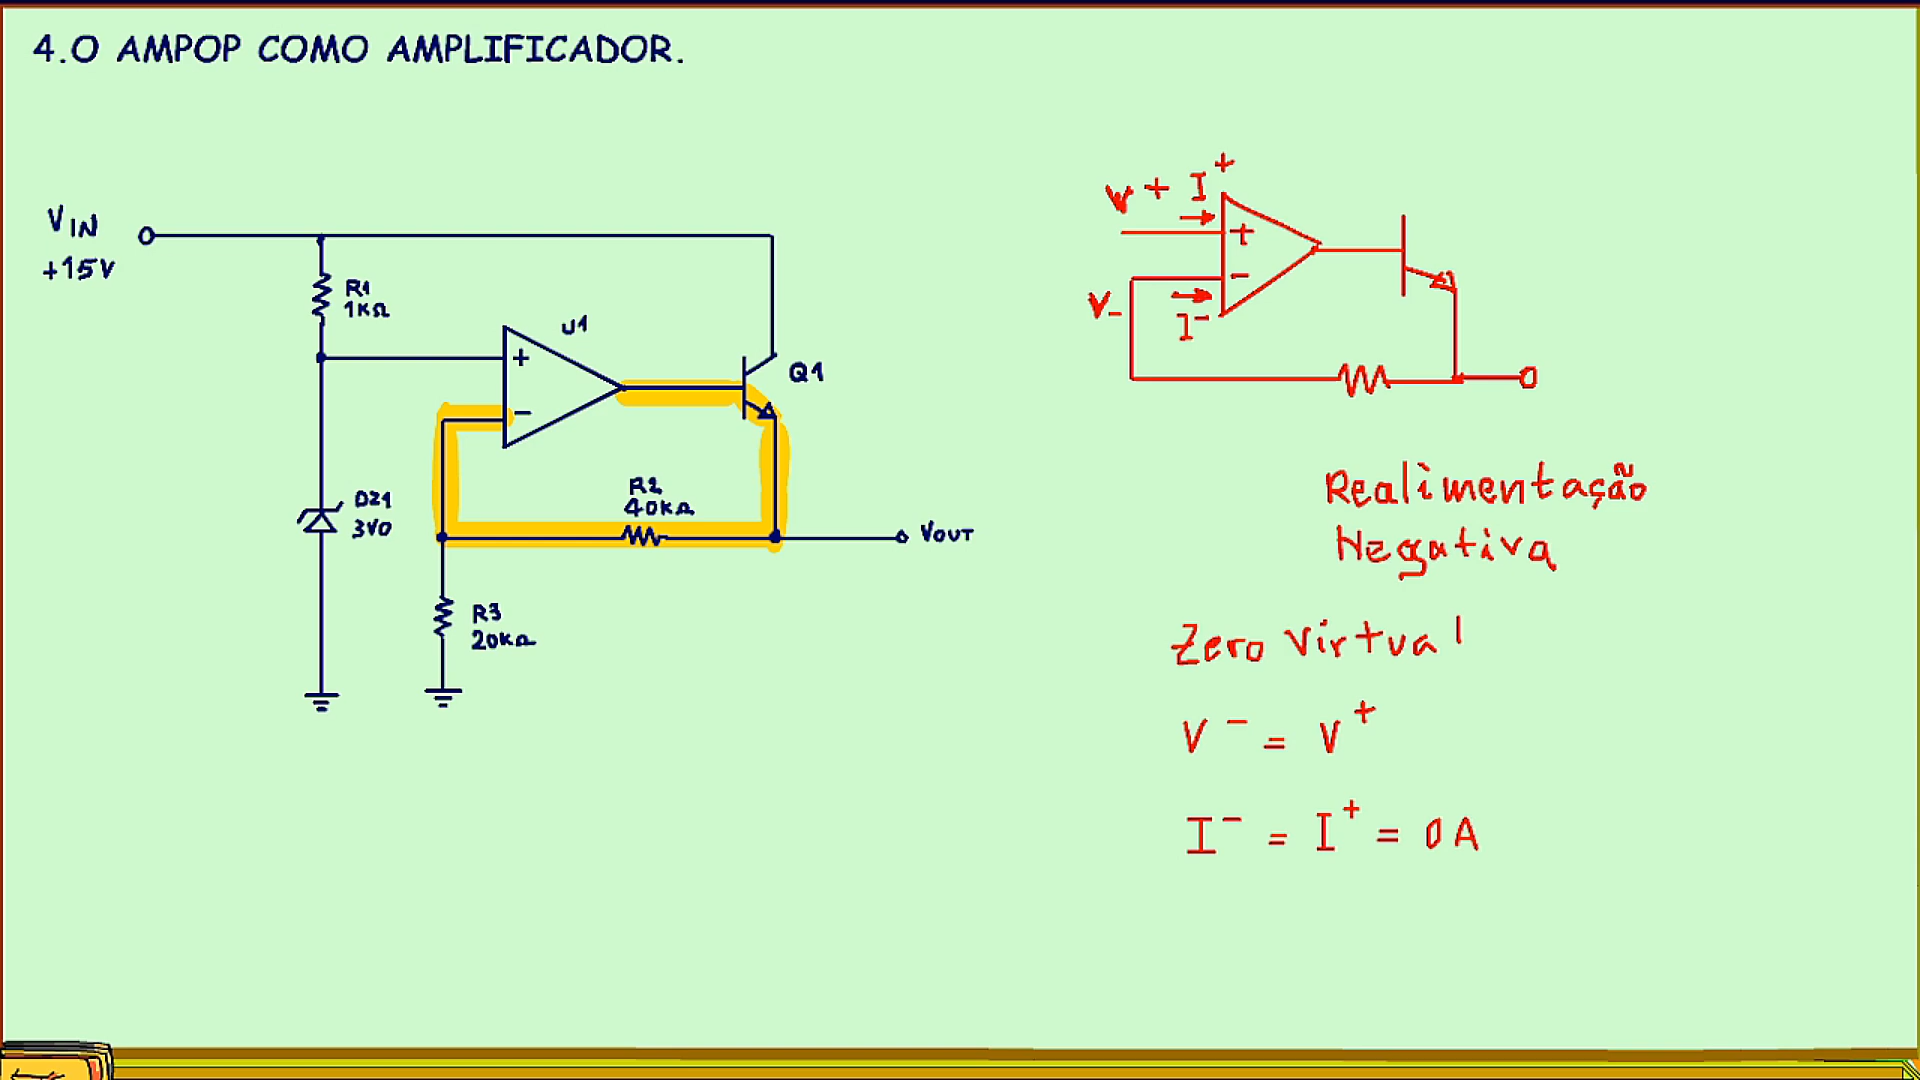 4.O AMPOP COMO AMPLIFICADOR.
VIN
+15V
R1
1KΩ
U1
+
-
Q1
DZ1
3V0
R2
40KΩ
VOUT
R3
20KΩ
V + I+
+
-
V-
I-
Realimentação
Negativa
Zero Virtual
V- = V+
I- = I+ = 0A